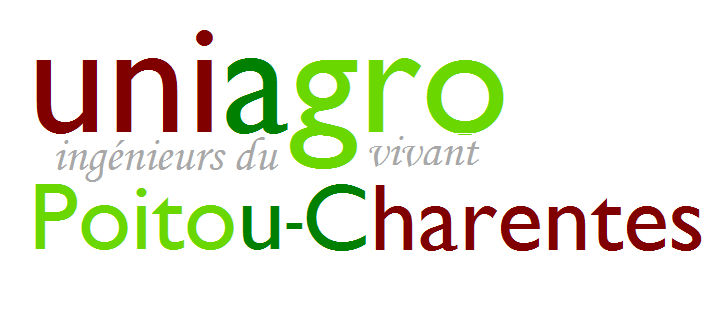 uniagro
ingénieurs du vivant
Poitou-Charentes